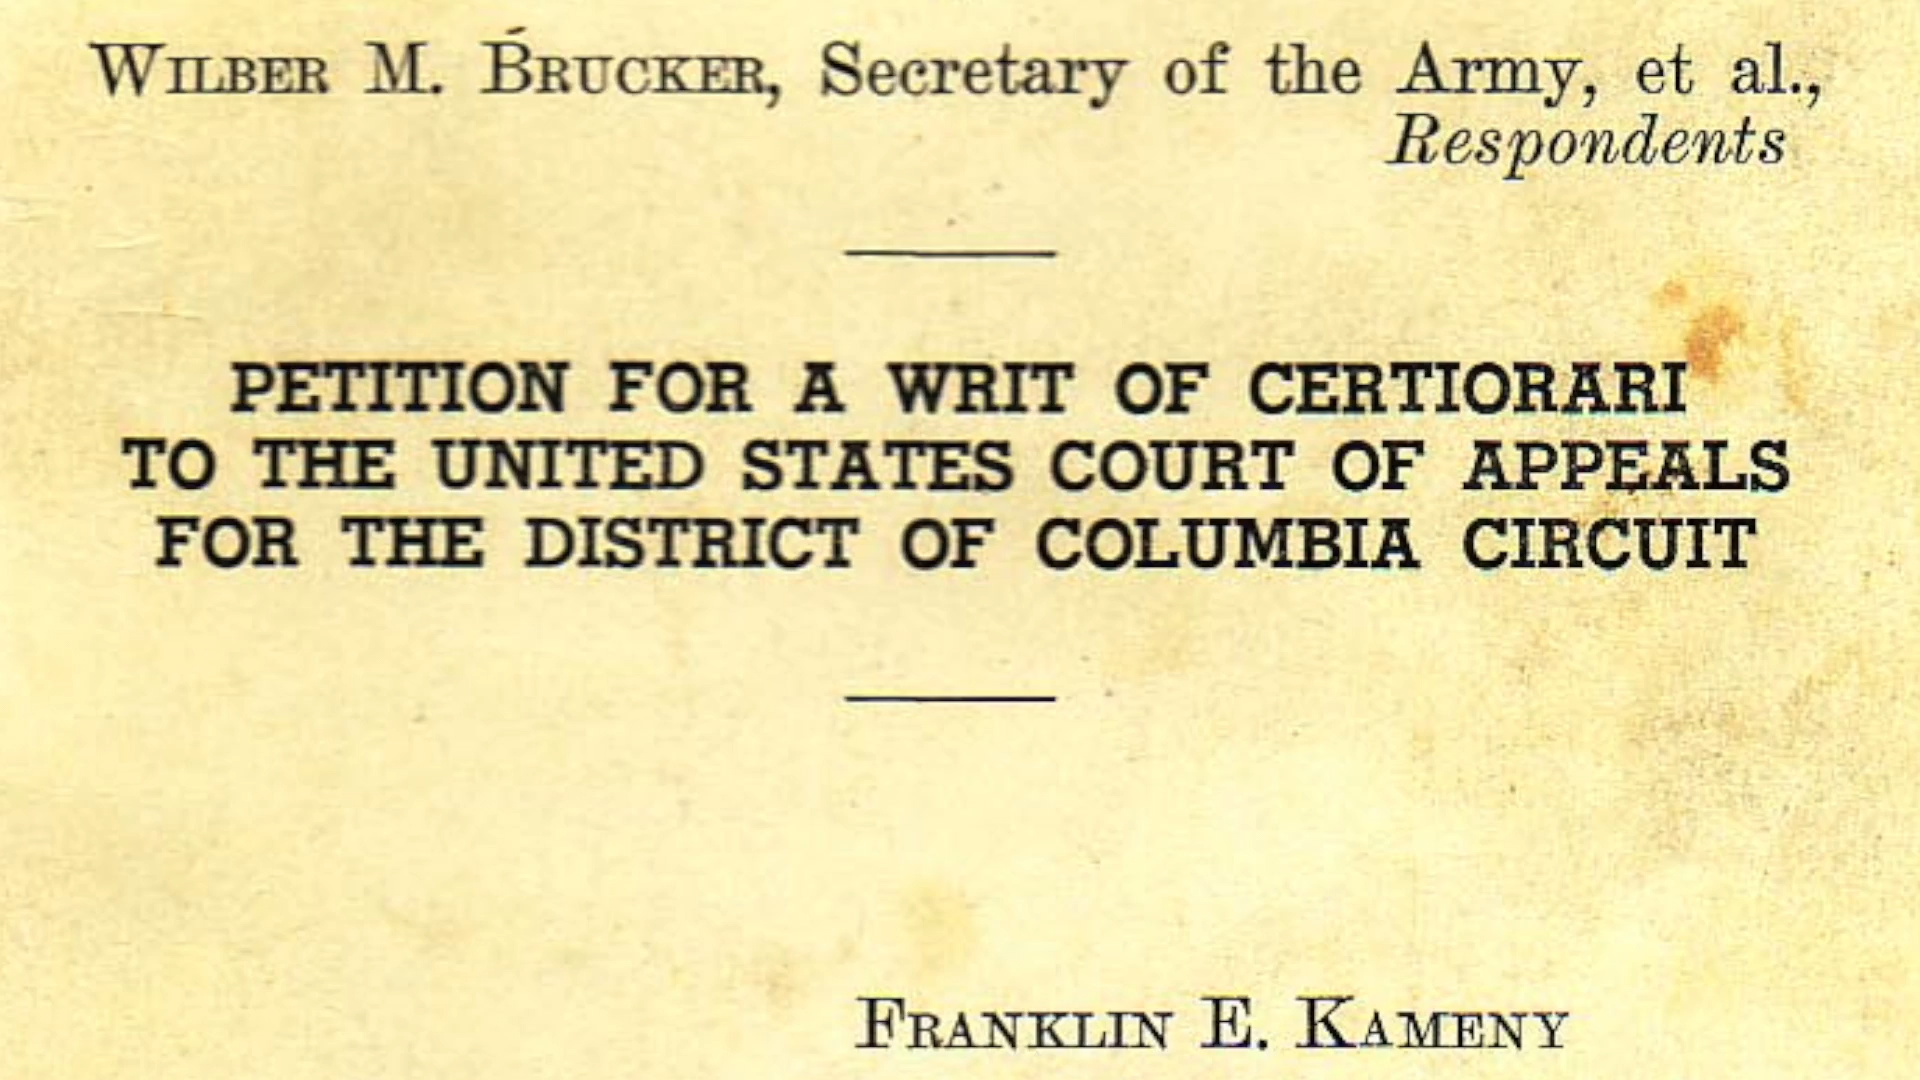 WILBER M. BRUCKER, Secretary of the Army, et al.,
Respondents
PETITION FOR A WRIT OF CERTIORARI
TO THE UNITED STATES COURT OF APPEALS
FOR THE DISTRICT OF COLUMBIA CIRCUIT
FRANKLIN E. KAMENY